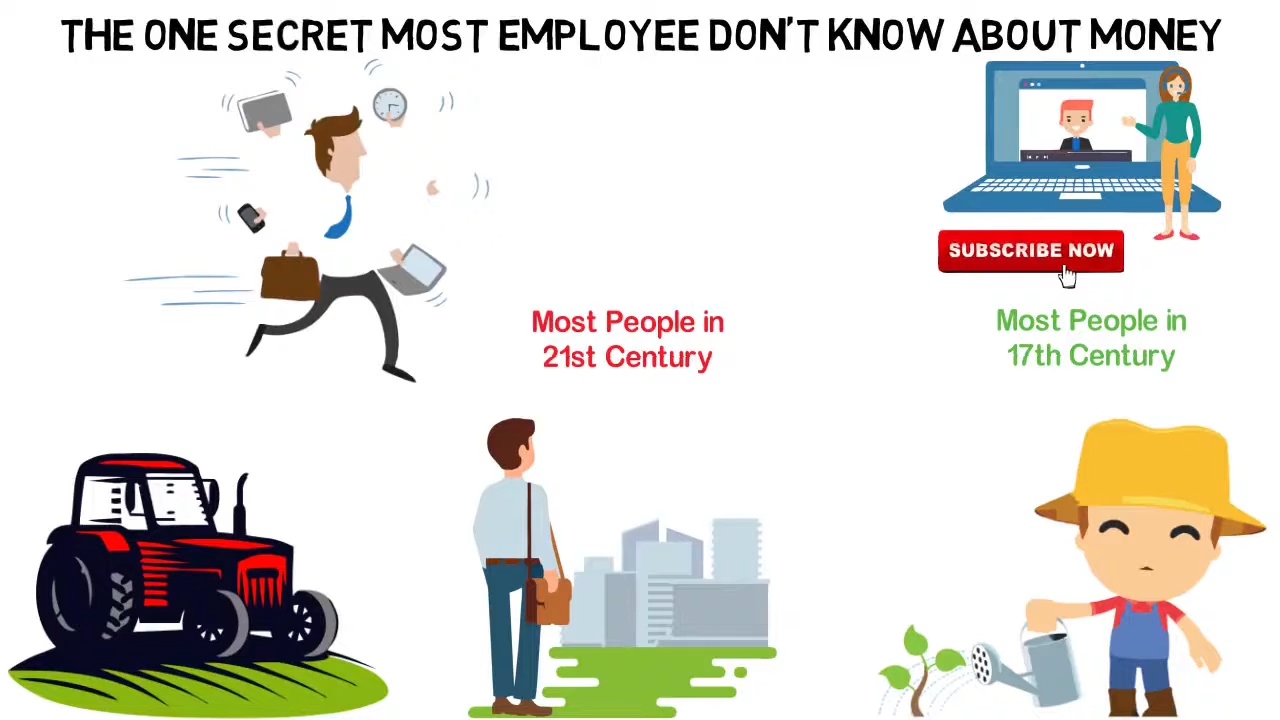 THE ONE SECRET MOST EMPLOYEE DON'T KNOW ABOUT MONEY
SUBSCRIBE NOW
Most People in
21st Century
Most People in
17th Century